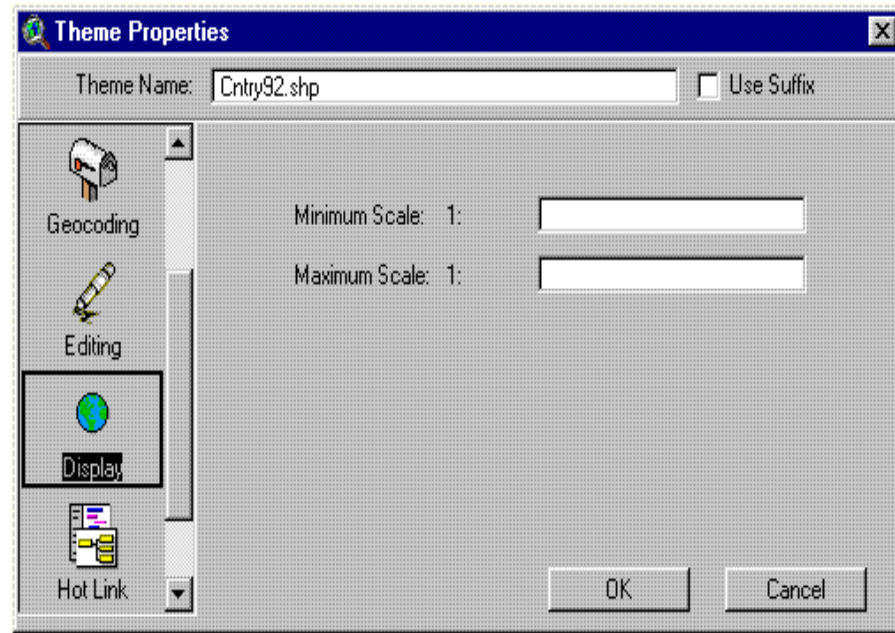 Theme Properties
Theme Name: Cntry92.shp Use Suffix
Geocoding
Editing
Display
Hot Link
Minimum Scale: 1:
Maximum Scale: 1:
OK Cancel